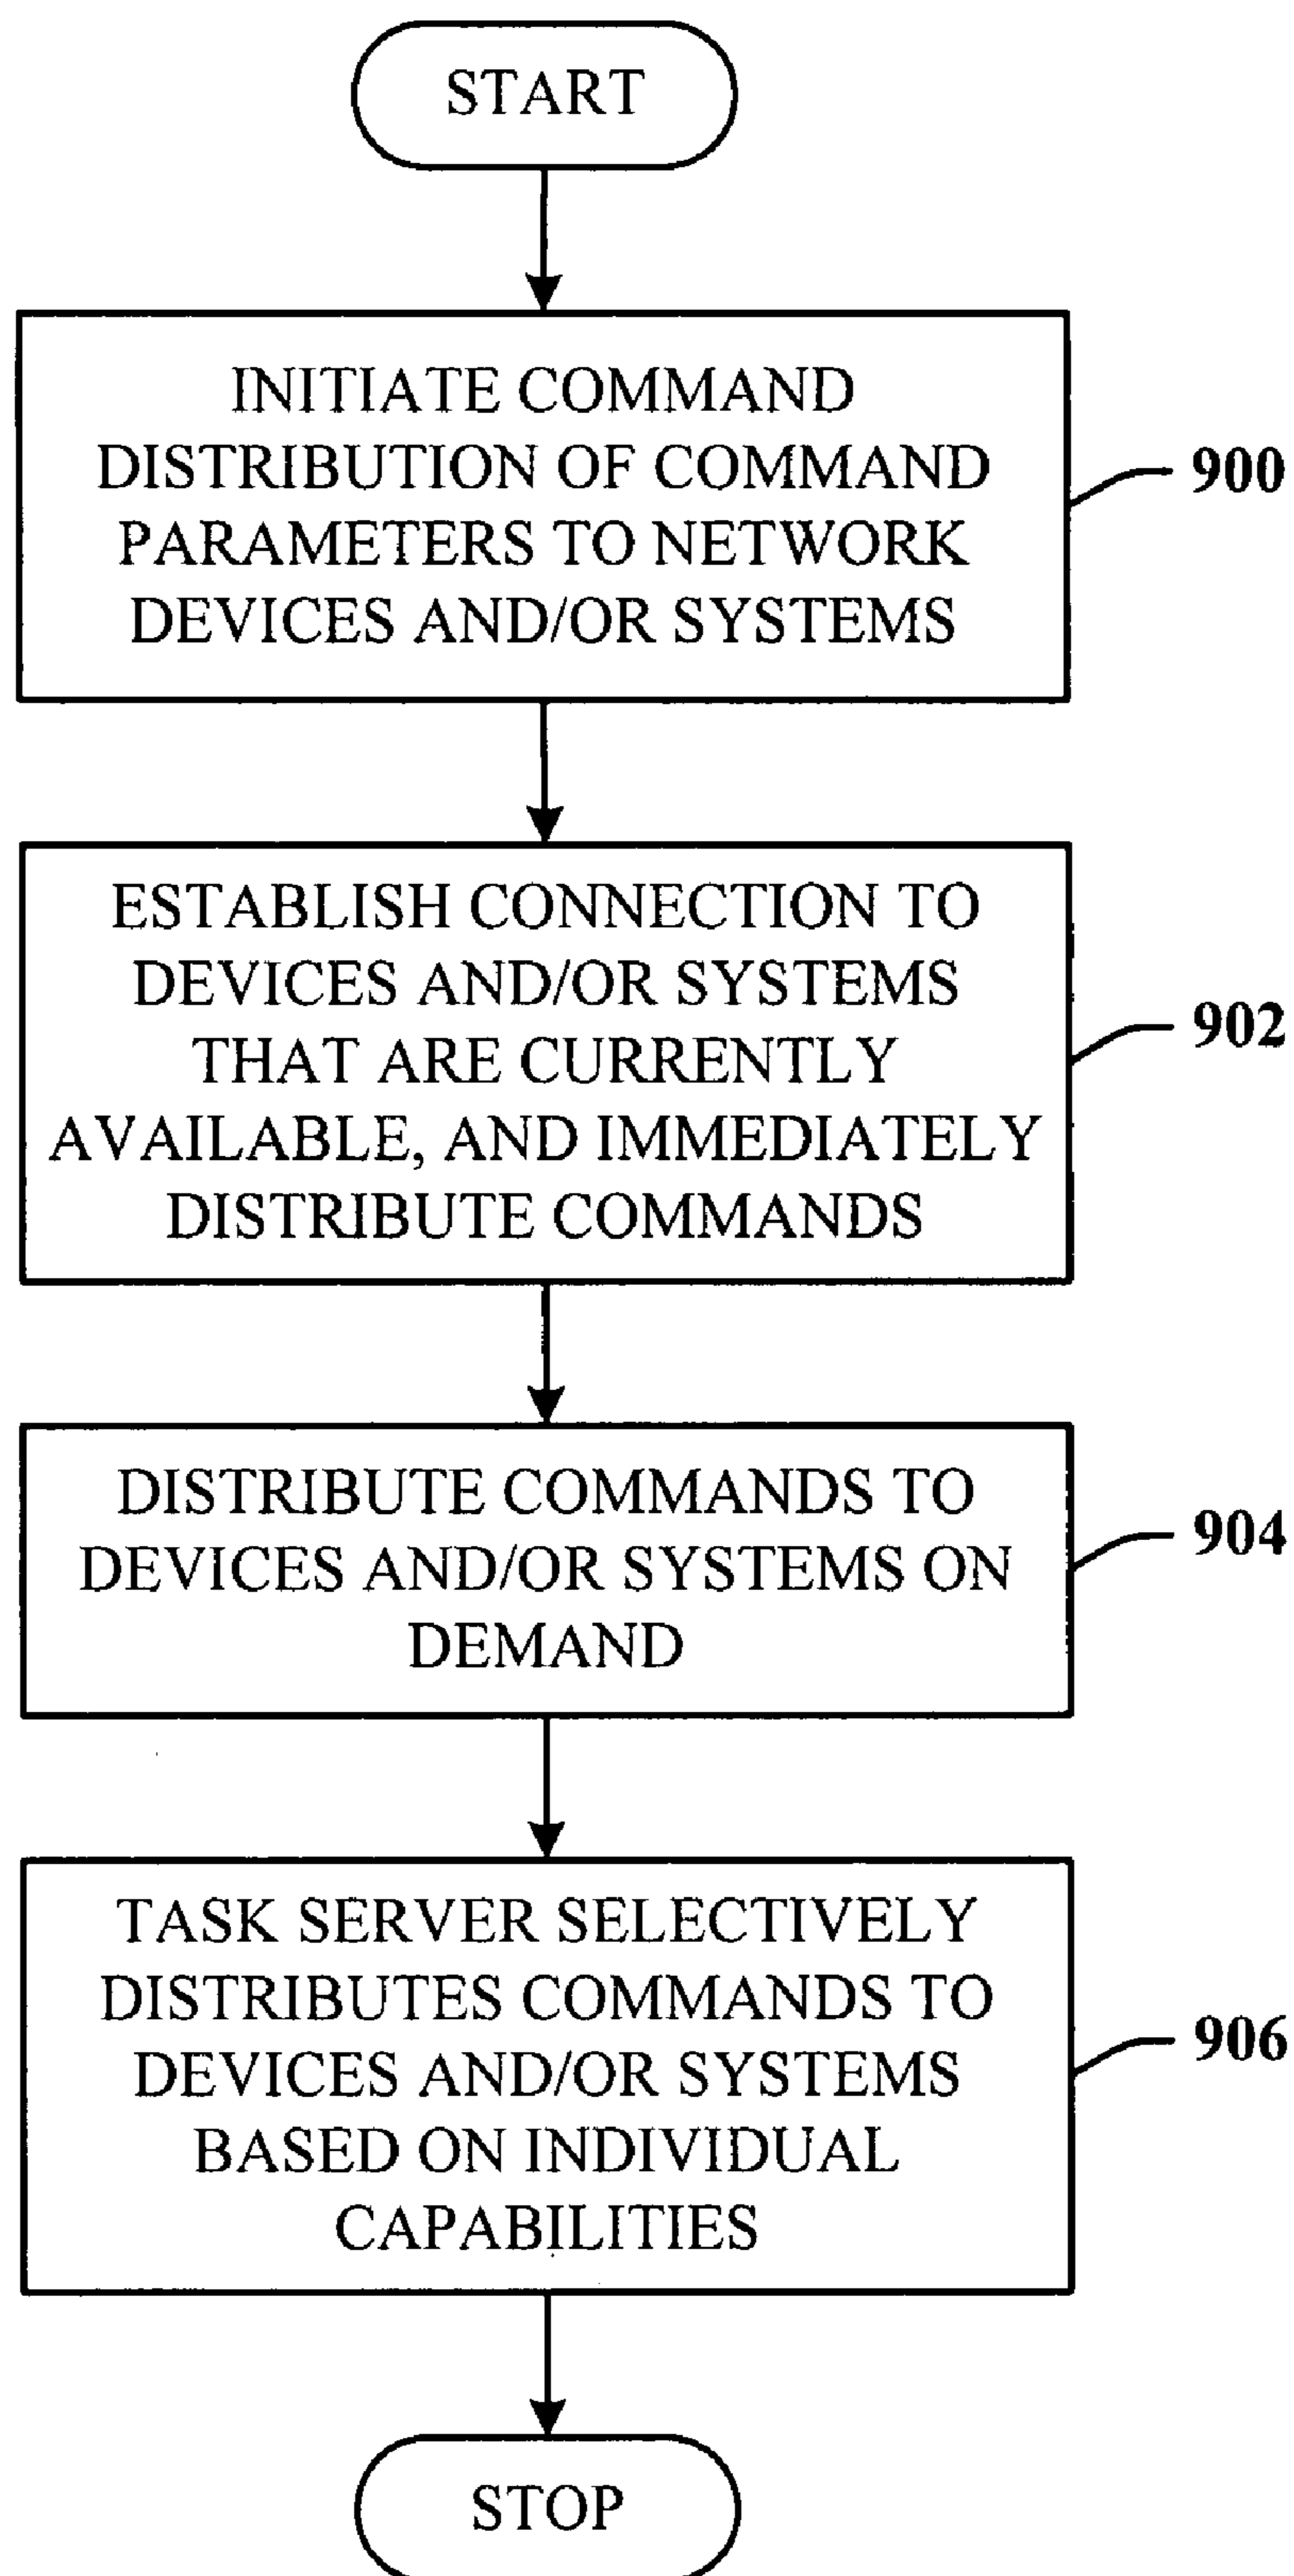 START
INITIATE COMMAND
DISTRIBUTION OF COMMAND
PARAMETERS TO NETWORK
DEVICES AND/OR SYSTEMS
900
ESTABLISH CONNECTION TO
DEVICES AND/OR SYSTEMS
THAT ARE CURRENTLY
AVAILABLE, AND IMMEDIATELY
DISTRIBUTE COMMANDS
902
DISTRIBUTE COMMANDS TO
DEVICES AND/OR SYSTEMS ON
DEMAND
904
TASK SERVER SELECTIVELY
DISTRIBUTES COMMANDS TO
DEVICES AND/OR SYSTEMS
BASED ON INDIVIDUAL
CAPABILITIES
906
STOP